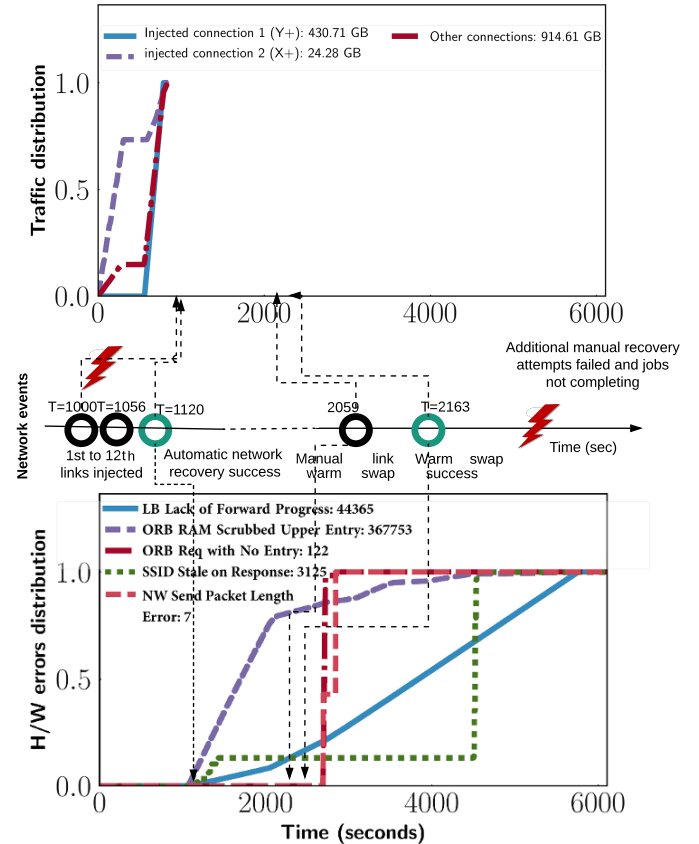 Injected connection 1 (Y+): 430.71 GB
injected connection 2 (X+): 24.28 GB
Other connections: 914.61 GB
Traffic distribution
1.0
0.5
0.0
0
2000
4000
6000
Additional manual recovery
attempts failed and jobs
not completing
Network events
T=1000
T=1056
T=1120
2059
T=2163
Time (sec)
1st to 12th
links injected
Automatic network
recovery success
Manual link
warm swap
Warm swap
success
LB Lack of Forward Progress: 44365
ORB RAM Scrubbed Upper Entry: 367753
ORB Req with No Entry: 122
SSID Stale on Response: 3125
NW Send Packet Length
Error: 7
H/W errors distribution
1.0
0.5
0.0
0
2000
4000
6000
Time (seconds)